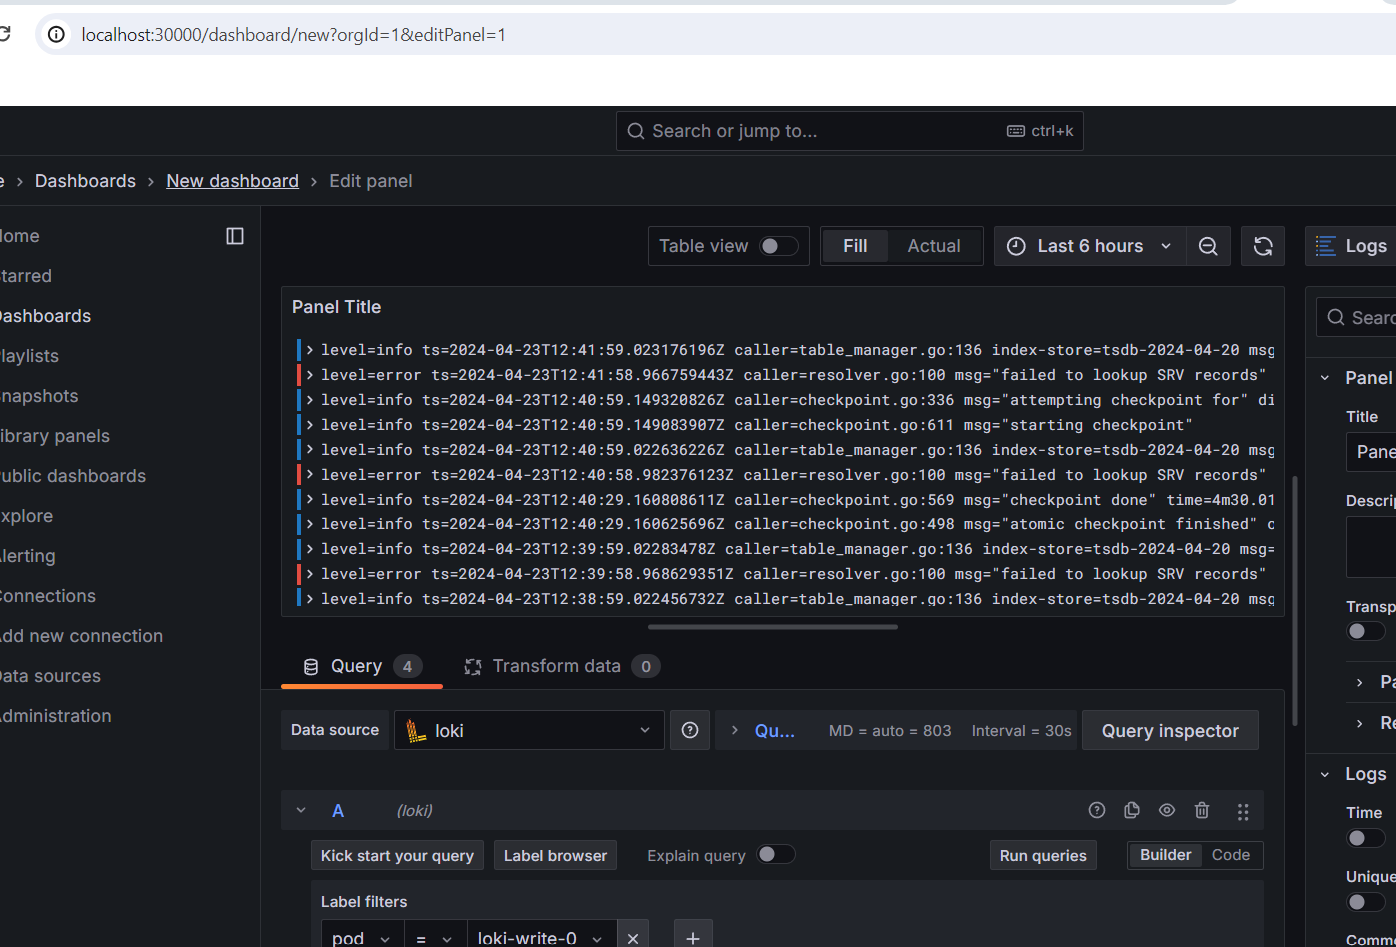 localhost:30000/dashboard/new?orgId=1&editPanel=1
Search or jump to... ctrl+k
Dashboards › New dashboard › Edit panel
ome
tarred
ashboards
laylists
napshots
ibrary panels
ublic dashboards
xplore
lerting
onnections
dd new connection
ata sources
dministration
Table view Fill Actual Last 6 hours
Panel Title
level=info ts=2024-04-23T12:41:59.023176196Z caller=table_manager.go:136 index-store=tsdb-2024-04-20 msg
level=error ts=2024-04-23T12:41:58.966759443Z caller=resolver.go:100 msg="failed to lookup SRV records"
level=info ts=2024-04-23T12:40:59.149320826Z caller=checkpoint.go:336 msg="attempting checkpoint for" di
level=info ts=2024-04-23T12:40:59.149083907Z caller=checkpoint.go:611 msg="starting checkpoint"
level=info ts=2024-04-23T12:40:59.022636226Z caller=table_manager.go:136 index-store=tsdb-2024-04-20 msg
level=error ts=2024-04-23T12:40:58.982376123Z caller=resolver.go:100 msg="failed to lookup SRV records"
level=info ts=2024-04-23T12:40:29.160808611Z caller=checkpoint.go:569 msg="checkpoint done" time=4m30.01
level=info ts=2024-04-23T12:40:29.160625696Z caller=checkpoint.go:498 msg="atomic checkpoint finished" c
level=info ts=2024-04-23T12:39:59.02283478Z caller=table_manager.go:136 index-store=tsdb-2024-04-20 msg=
level=error ts=2024-04-23T12:39:58.968629351Z caller=resolver.go:100 msg="failed to lookup SRV records"
level=info ts=2024-04-23T12:38:59.022456732Z caller=table_manager.go:136 index-store=tsdb-2024-04-20 msg
Query 4 Transform data 0
Data source loki Qu... MD = auto = 803 Interval = 30s Query inspector
A (loki)
Kick start your query Label browser Explain query Run queries Builder Code
Label filters
pod = loki-write-0
Logs
Searc
Panel
Title
Pane
Descrip
Transp
Pa
Re
Logs
Time
Unique
Commo